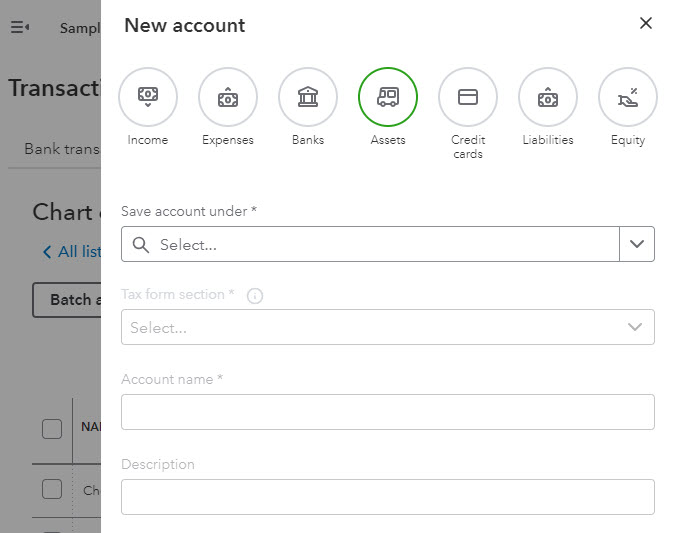 New account
Sampl
Transacti
Income
Expenses
Banks
Assets
Credit
cards
Liabilities
Equity
Bank trans
Save account under *
Chart
All list
Select...
Batch a
Tax form section *
Select...
Account name *
NA
Description
Ch